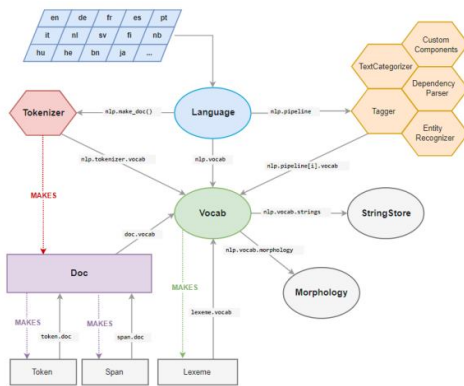 en de fr es pt
it nl sv fi nb
hu he bn ja ...
Custom
Components
TextCategorizer
Dependency
Parser
Tokenizer
nlp.make_doc()
Language
nlp.pipeline
Tagger
Entity
Recognizer
nlp.tokenizer.vocab
nlp.vocab
nlp.pipeline[i].vocab
MAKES
Vocab
nlp.vocab.strings
StringStore
doc.vocab
nlp.vocab.morphology
Doc
MAKES
Morphology
MAKES
MAKES
lexeme.vocab
token.doc
span.doc
Token
Span
Lexeme